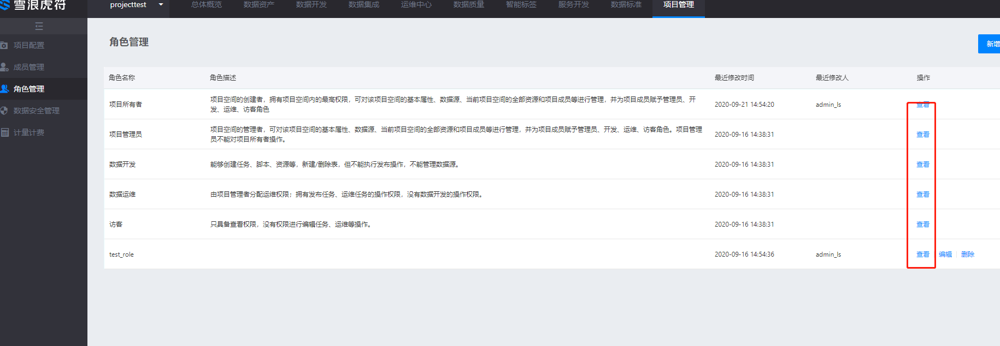 雪浪虎符
projecttest
总体概览
数据资产
数据开发
数据集成
运维中心
数据质量
智能标签
服务开发
数据标准
项目管理
项目配置
成员管理
角色管理
数据安全管理
计量计费
角色管理
新增
角色名称
角色描述
最近修改时间
最近修改人
操作
项目所有者
项目空间的创建者，拥有项目空间内的最高权限，可对该项目空间的基本属性、数据源、当前项目空间的全部资源和项目成员等进行管理，并为项目成员赋予管理员、开
发、运维、访客角色
2020-09-21 14:54:20
admin_ls
查看
项目管理员
项目空间的管理者，可对该项目空间的基本属性、数据源、当前项目空间的全部资源和项目成员等进行管理，并为项目成员赋予管理员、开发、运维、访客角色。项目管理
员不能对项目所有者操作。
2020-09-16 14:38:31
查看
数据开发
能够创建任务、脚本、资源等，新建/删除表，但不能执行发布操作，不能管理数据源。
2020-09-16 14:38:31
查看
数据运维
由项目管理者分配运维权限；拥有发布任务、运维任务的操作权限，没有数据开发的操作权限。
2020-09-16 14:38:31
查看
访客
只具备查看权限，没有权限进行编辑任务、运维等操作。
2020-09-16 14:38:31
查看
test_role
2020-09-16 14:54:36
admin_ls
查看
编辑
删除